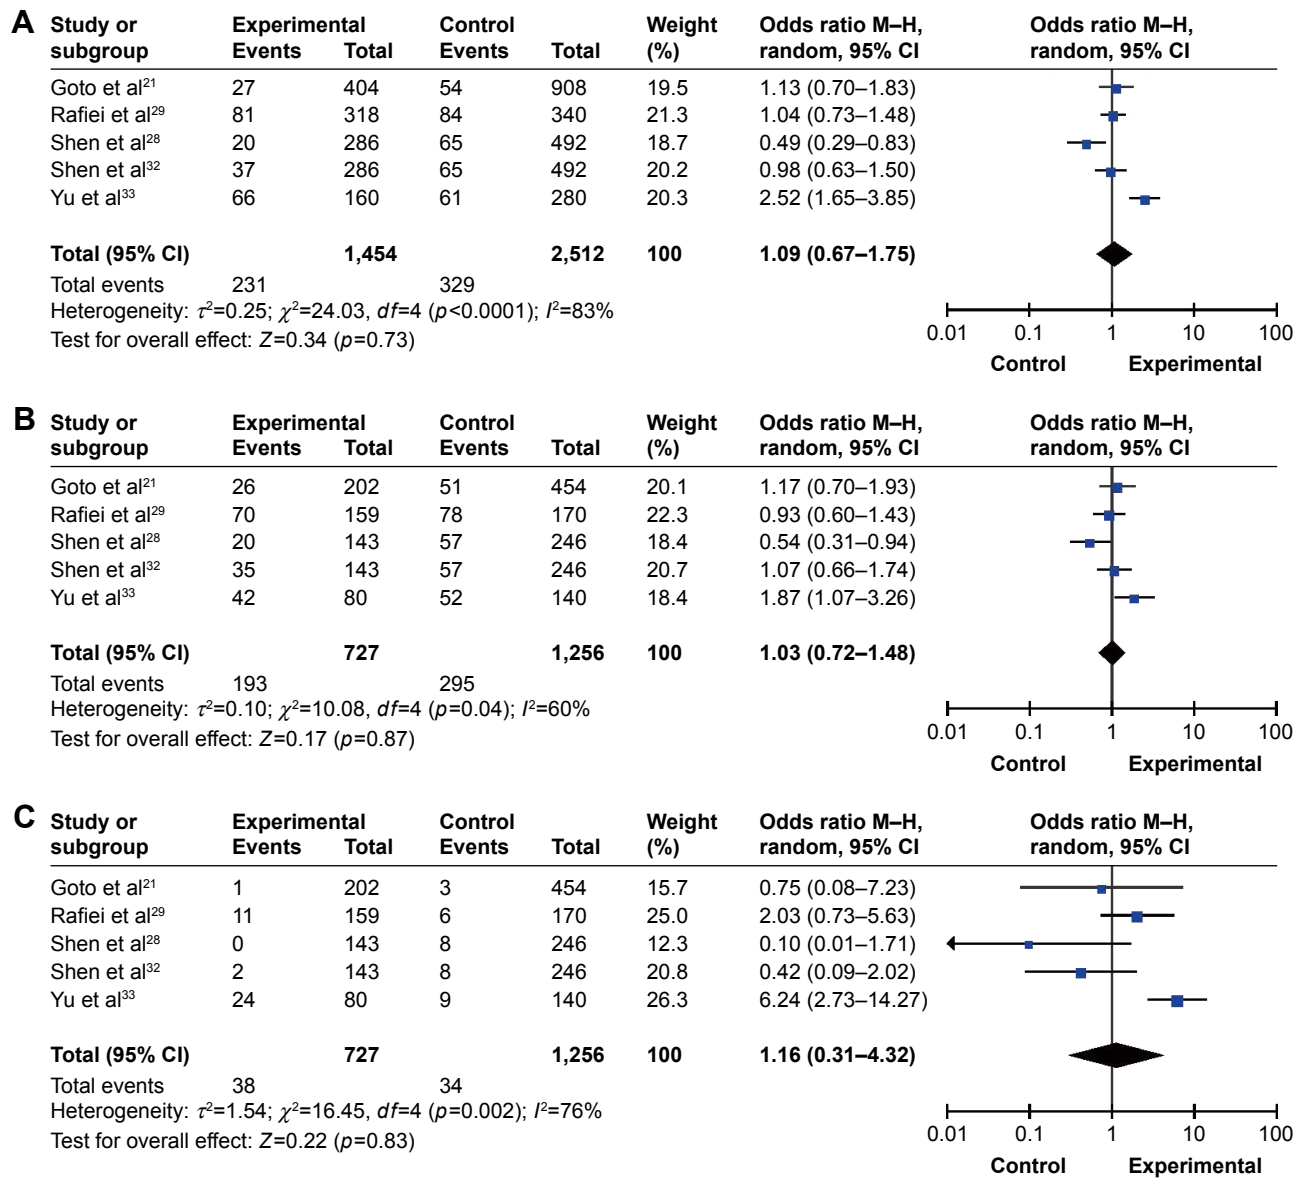 A Study or Experimental Control Weight Odds ratio M–H, Odds ratio M–H,
subgroup Events Total Events Total (%) random, 95% CI random, 95% CI
Goto et al²¹ 27 404 54 908 19.5 1.13 (0.70–1.83)
Rafiei et al²⁹ 81 318 84 340 21.3 1.04 (0.73–1.48)
Shen et al²⁸ 20 286 65 492 18.7 0.49 (0.29–0.83)
Shen et al³² 37 286 65 492 20.2 0.98 (0.63–1.50)
Yu et al³³ 66 160 61 280 20.3 2.52 (1.65–3.85)
Total (95% CI) 1,454 2,512 100 1.09 (0.67–1.75)
Total events 231 329
Heterogeneity: τ²=0.25; χ²=24.03, df=4 (p<0.0001); I²=83%
Test for overall effect: Z=0.34 (p=0.73)
0.01 0.1 1 10 100
Control Experimental
B Study or Experimental Control Weight Odds ratio M–H, Odds ratio M–H,
subgroup Events Total Events Total (%) random, 95% CI random, 95% CI
Goto et al²¹ 26 202 51 454 20.1 1.17 (0.70–1.93)
Rafiei et al²⁹ 70 159 78 170 22.3 0.93 (0.60–1.43)
Shen et al²⁸ 20 143 57 246 18.4 0.54 (0.31–0.94)
Shen et al³² 35 143 57 246 20.7 1.07 (0.66–1.74)
Yu et al³³ 42 80 52 140 18.4 1.87 (1.07–3.26)
Total (95% CI) 727 1,256 100 1.03 (0.72–1.48)
Total events 193 295
Heterogeneity: τ²=0.10; χ²=10.08, df=4 (p=0.04); I²=60%
Test for overall effect: Z=0.17 (p=0.87)
0.01 0.1 1 10 100
Control Experimental
C Study or Experimental Control Weight Odds ratio M–H, Odds ratio M–H,
subgroup Events Total Events Total (%) random, 95% CI random, 95% CI
Goto et al²¹ 1 202 3 454 15.7 0.75 (0.08–7.23)
Rafiei et al²⁹ 11 159 6 170 25.0 2.03 (0.73–5.63)
Shen et al²⁸ 0 143 8 246 12.3 0.10 (0.01–1.71)
Shen et al³² 2 143 8 246 20.8 0.42 (0.09–2.02)
Yu et al³³ 24 80 9 140 26.3 6.24 (2.73–14.27)
Total (95% CI) 727 1,256 100 1.16 (0.31–4.32)
Total events 38 34
Heterogeneity: τ²=1.54; χ²=16.45, df=4 (p=0.002); I²=76%
Test for overall effect: Z=0.22 (p=0.83)
0.01 0.1 1 10 100
Control Experimental